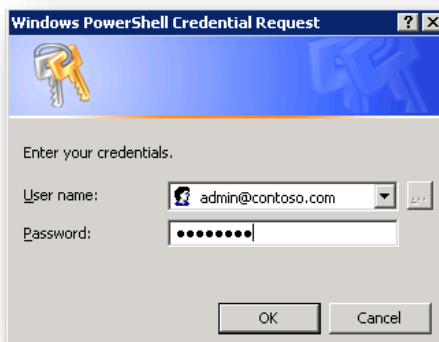 Windows PowerShell Credential Request
Enter your credentials.
User name: admin@contoso.com ...
Password: ●●●●●●●●
OK Cancel